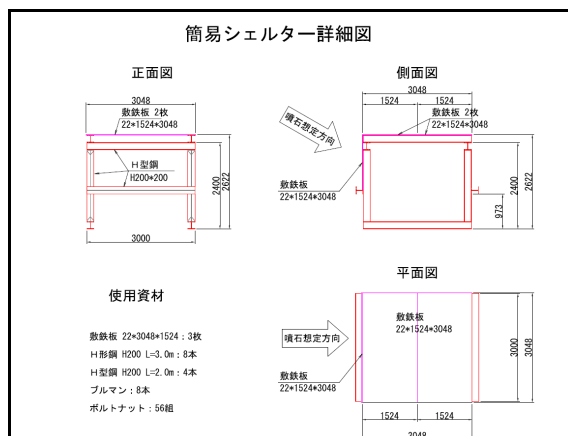 簡易シェルター詳細図
正面図
3048
敷鉄板 2枚
22*1524*3048
H型鋼
H200*200
2400
2622
3000
側面図
3048
1524
1524
敷鉄板 2枚
22*1524*3048
噴石想定方向
敷鉄板
22*1524*3048
973
2400
2622
使用資材
敷鉄板 22*3048*1524：3枚
H形鋼 H200 L=3.0m：8本
H型鋼 H200 L=2.0m：4本
ブルマン：8本
ボルトナット：56組
平面図
敷鉄板
22*1524*3048
噴石想定方向
敷鉄板
22*1524*3048
3000
3048
1524
1524
3048